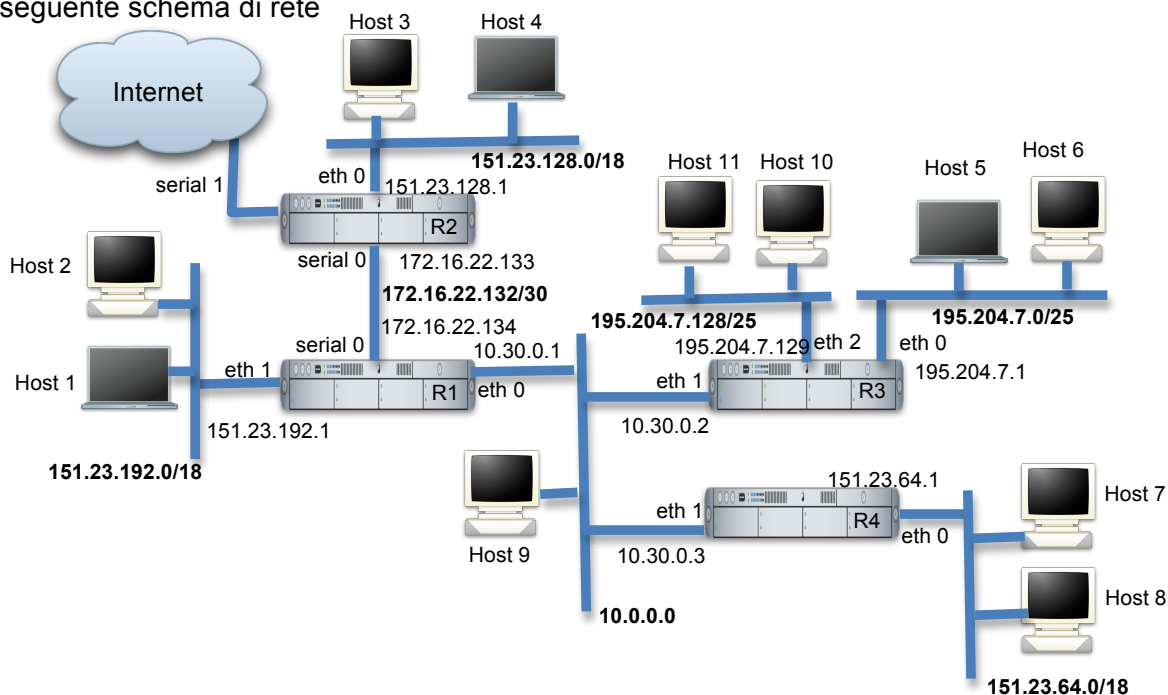 seguente schema di rete
Host 3
Host 4
Internet
151.23.128.0/18
serial 1
eth 0
151.23.128.1
R2
Host 11
Host 10
Host 5
Host 6
Host 2
serial 0
172.16.22.133
172.16.22.132/30
172.16.22.134
195.204.7.128/25
195.204.7.0/25
serial 0
10.30.0.1
195.204.7.129
eth 2
eth 0
Host 1
eth 1
R1
eth 0
eth 1
R3
195.204.7.1
151.23.192.1
10.30.0.2
151.23.192.0/18
151.23.64.1
Host 7
eth 1
R4
eth 0
Host 9
10.30.0.3
Host 8
10.0.0.0
151.23.64.0/18